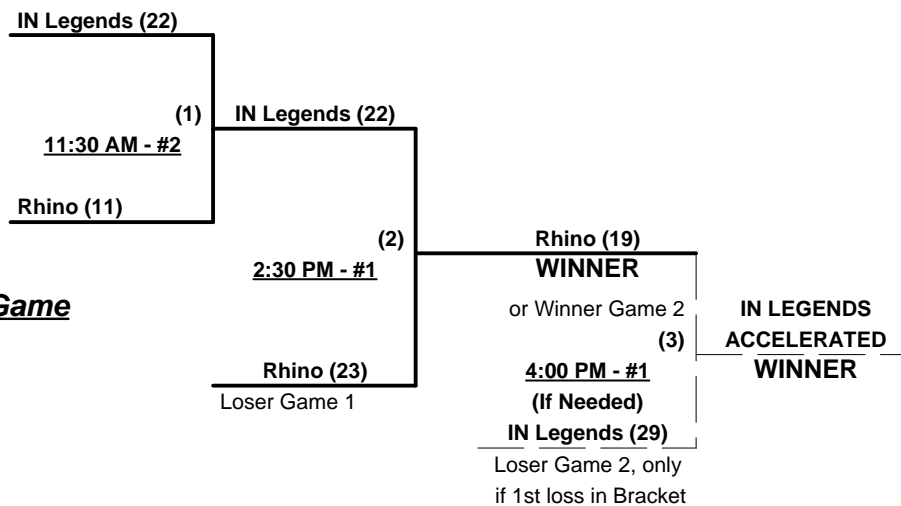 IN Legends (22)
(1)
11:30 AM - #2
Rhino (11)
IN Legends (22)
(2)
2:30 PM - #1
Game
Rhino (23)
Loser Game 1
Rhino (19)
WINNER
or Winner Game 2
(3)
4:00 PM - #1
(If Needed)
IN Legends (29)
Loser Game 2, only
if 1st loss in Bracket
IN LEGENDS
ACCELERATED
WINNER